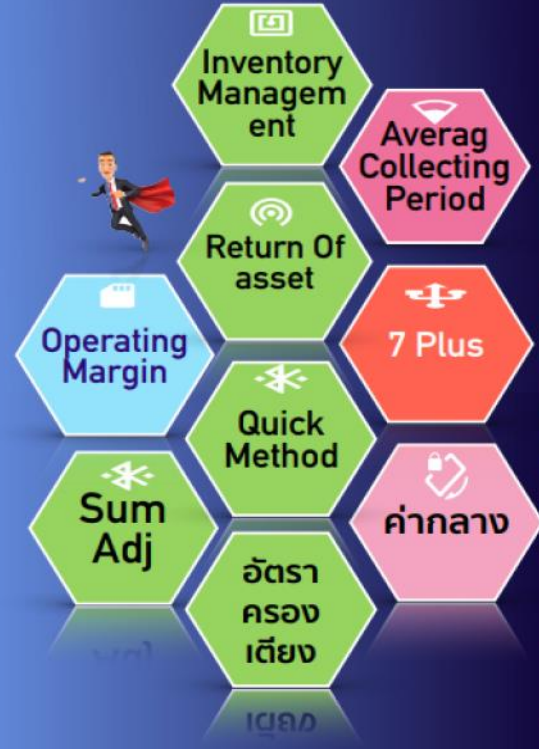 Inventory
Managem
ent
Averag
Collecting
Period
Return Of
asset
Operating
Margin
7 Plus
Quick
Method
Sum
Adj
ค่ากลาง
อัตรา
ครอง
เตียง